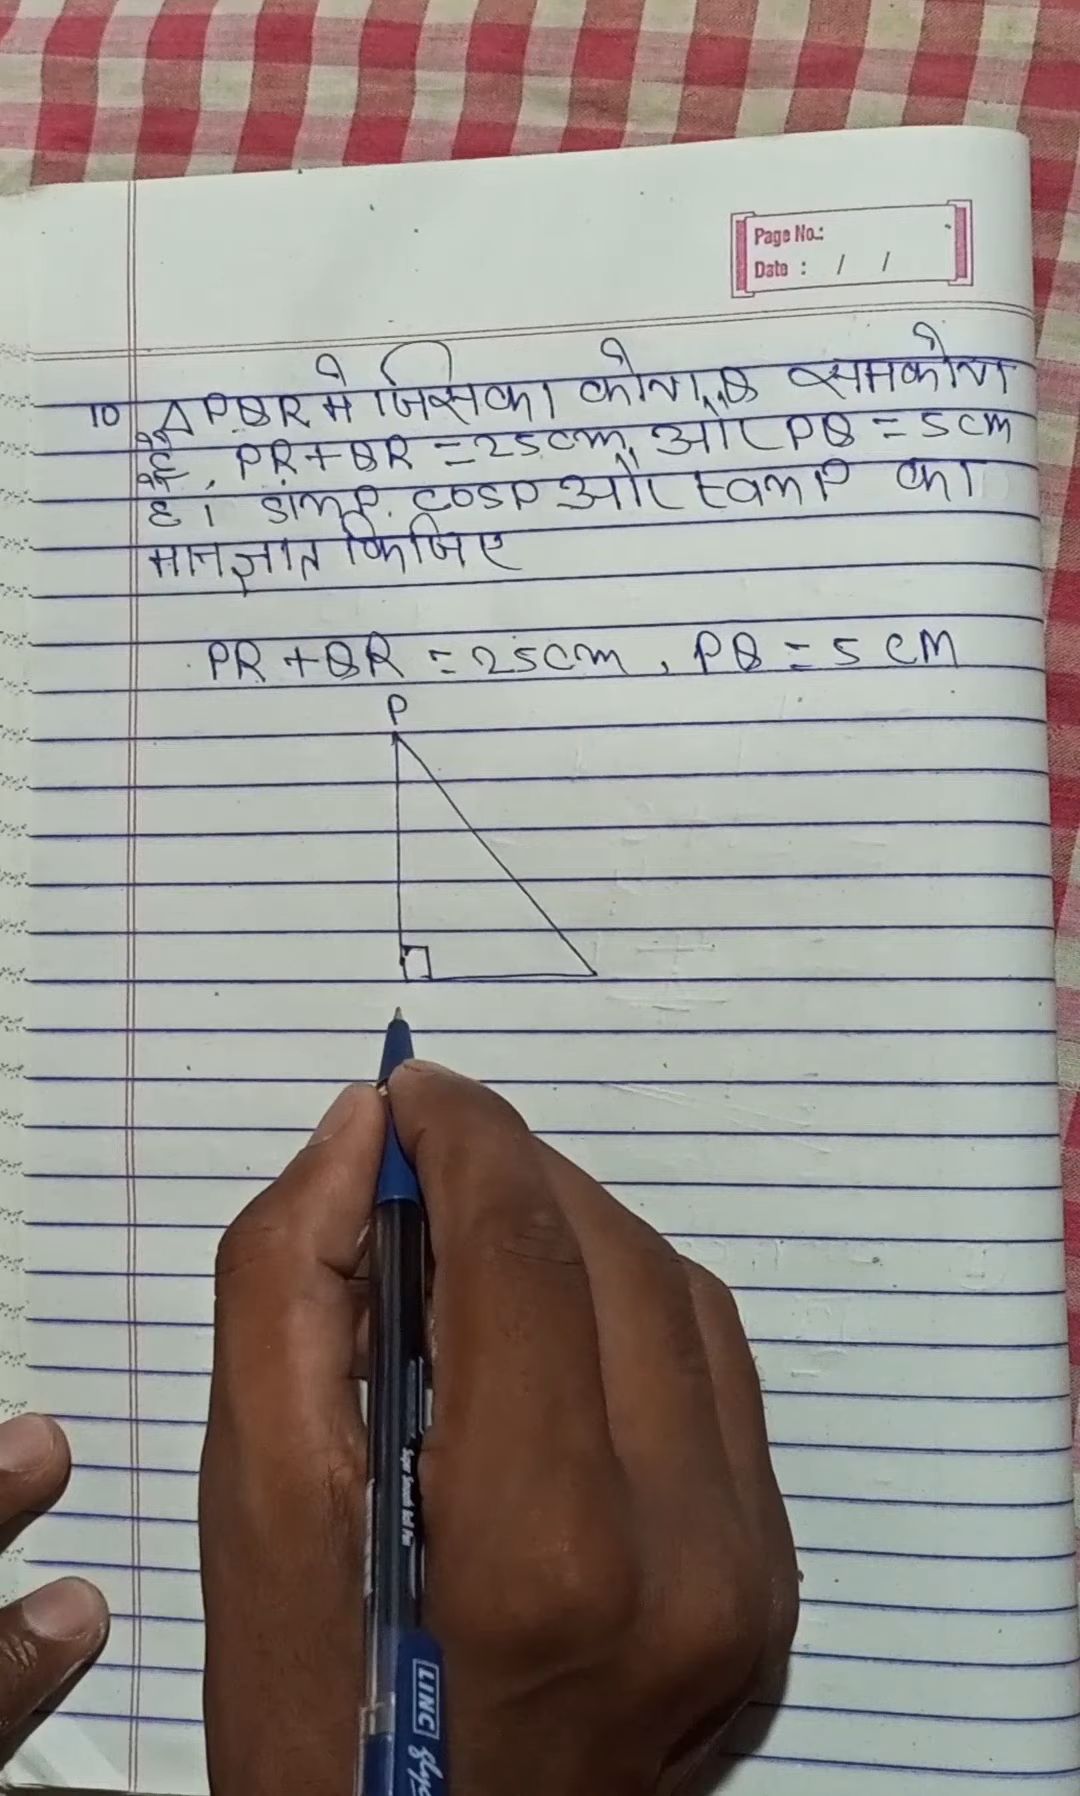 Page No.:
Date : / /
10 △PQR मे जिसका कोण Q समकोण
है, PR+QR = 25cm, और PQ = 5cm
है। sinp. cosp और tanp का
मानज्ञात किजिए
PR + QR = 25cm, PQ = 5 CM
P
LINC